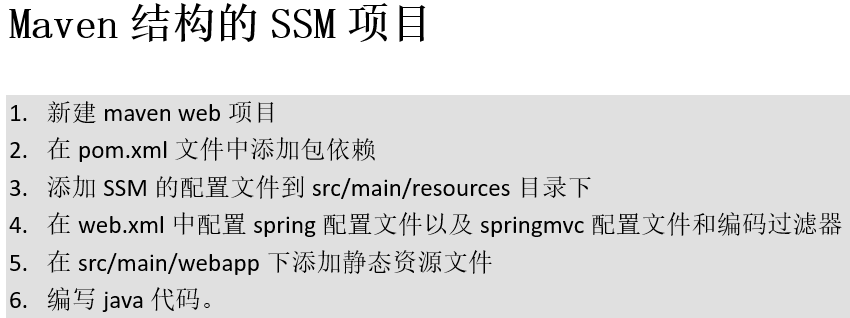 Maven 结构的 SSM 项目
1. 新建 maven web 项目
2. 在 pom.xml 文件中添加包依赖
3. 添加 SSM 的配置文件到 src/main/resources 目录下
4. 在 web.xml 中配置 spring 配置文件以及 springmvc 配置文件和编码过滤器
5. 在 src/main/webapp 下添加静态资源文件
6. 编写 java 代码。